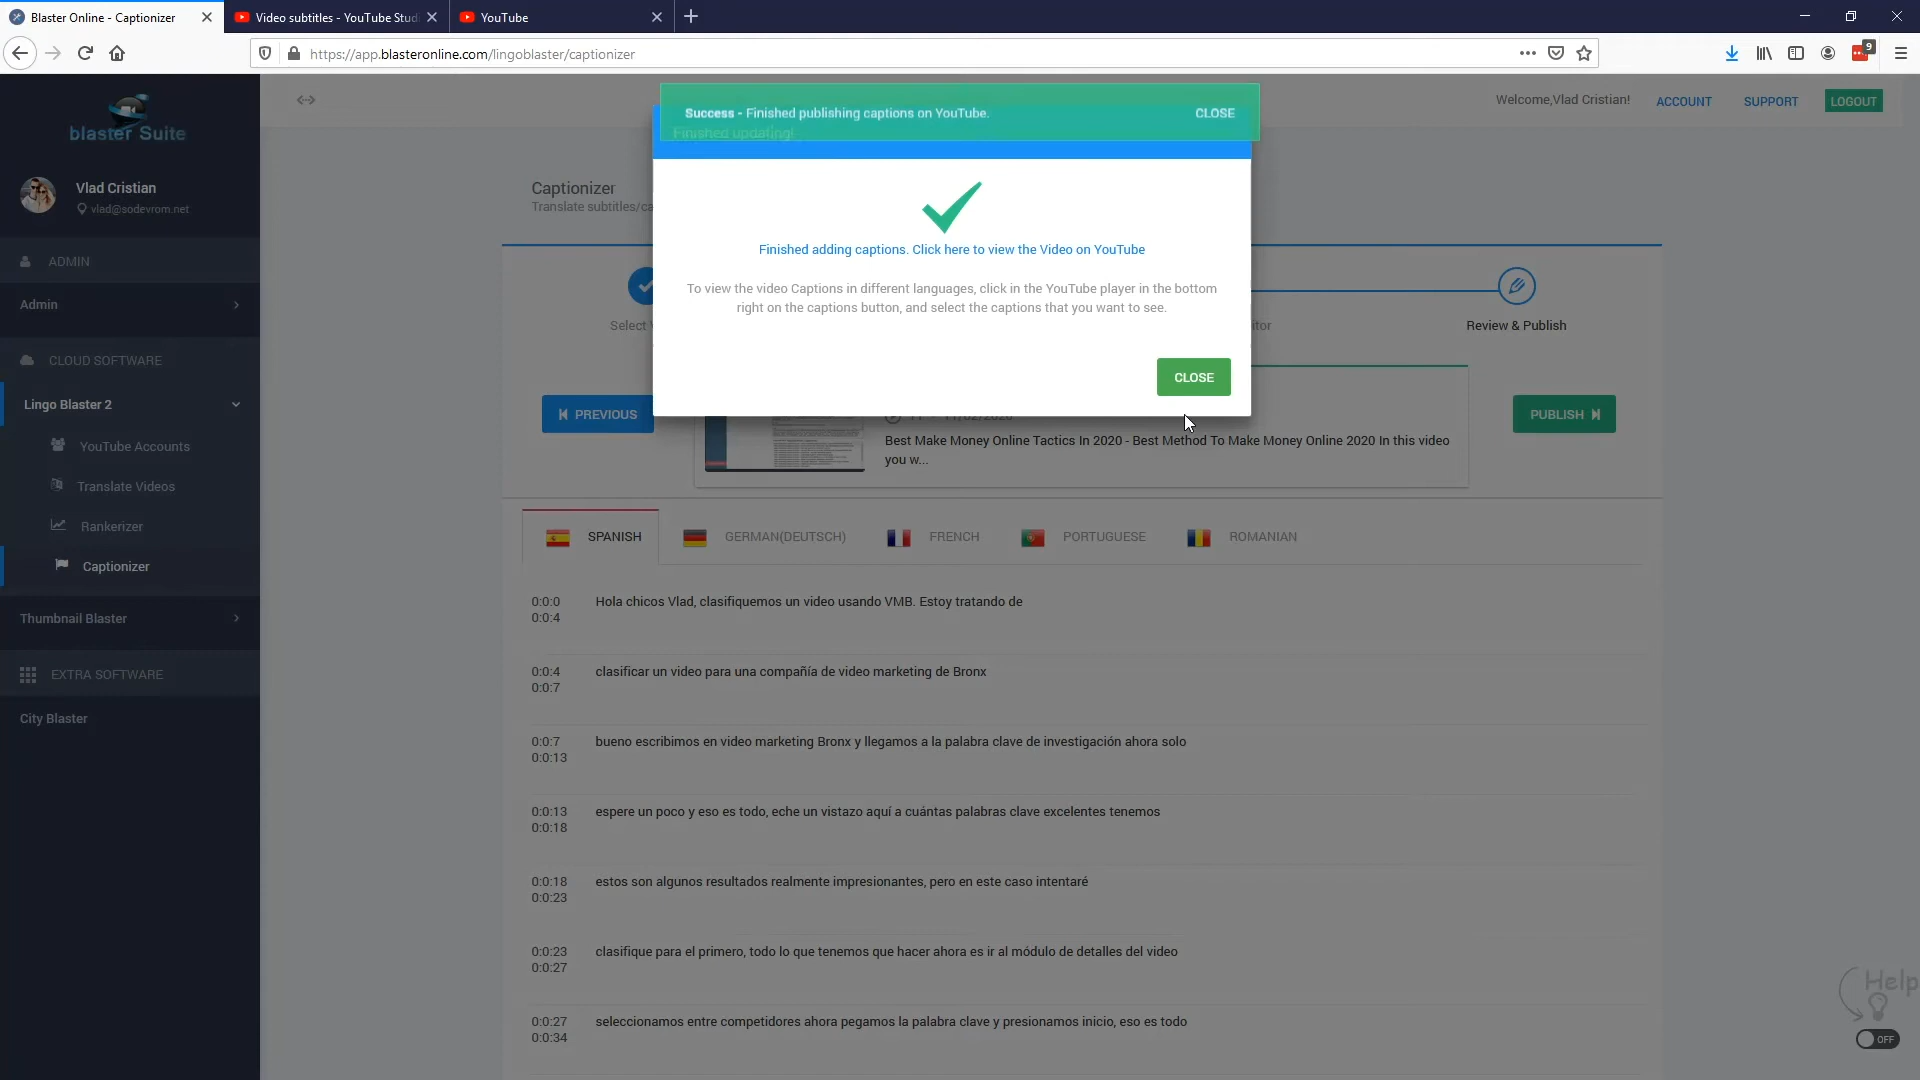 Blaster Online - Captionizer
Video subtitles - YouTube Stud
YouTube
https://app.blasteronline.com/lingoblaster/captionizer
9
blaster Suite
Vlad Cristian
vlad@sodevrom.net
ADMIN
Admin
CLOUD SOFTWARE
Lingo Blaster 2
YouTube Accounts
Translate Videos
Rankerizer
Captionizer
Thumbnail Blaster
EXTRA SOFTWARE
City Blaster
Welcome,Vlad Cristian!
ACCOUNT
SUPPORT
LOGOUT
Success - Finished publishing captions on YouTube.
CLOSE
Finished updating!
Captionizer
Translate subtitles/ca
Finished adding captions. Click here to view the Video on YouTube
To view the video Captions in different languages, click in the YouTube player in the bottom
right on the captions button, and select the captions that you want to see.
CLOSE
Select
Review & Publish
PREVIOUS
PUBLISH
Best Make Money Online Tactics In 2020 - Best Method To Make Money Online 2020 In this video
you w...
SPANISH
GERMAN(DEUTSCH)
FRENCH
PORTUGUESE
ROMANIAN
0:0:0
0:0:4
Hola chicos Vlad, clasifiquemos un video usando VMB. Estoy tratando de
0:0:4
0:0:7
clasificar un video para una compañía de video marketing de Bronx
0:0:7
0:0:13
bueno escribimos en video marketing Bronx y llegamos a la palabra clave de investigación ahora solo
0:0:13
0:0:18
espere un poco y eso es todo, eche un vistazo aquí a cuántas palabras clave excelentes tenemos
0:0:18
0:0:23
estos son algunos resultados realmente impresionantes, pero en este caso intentaré
0:0:23
0:0:27
clasifique para el primero, todo lo que tenemos que hacer ahora es ir al módulo de detalles del video
0:0:27
0:0:34
seleccionamos entre competidores ahora pegamos la palabra clave y presionamos inicio, eso es todo
Help
OFF